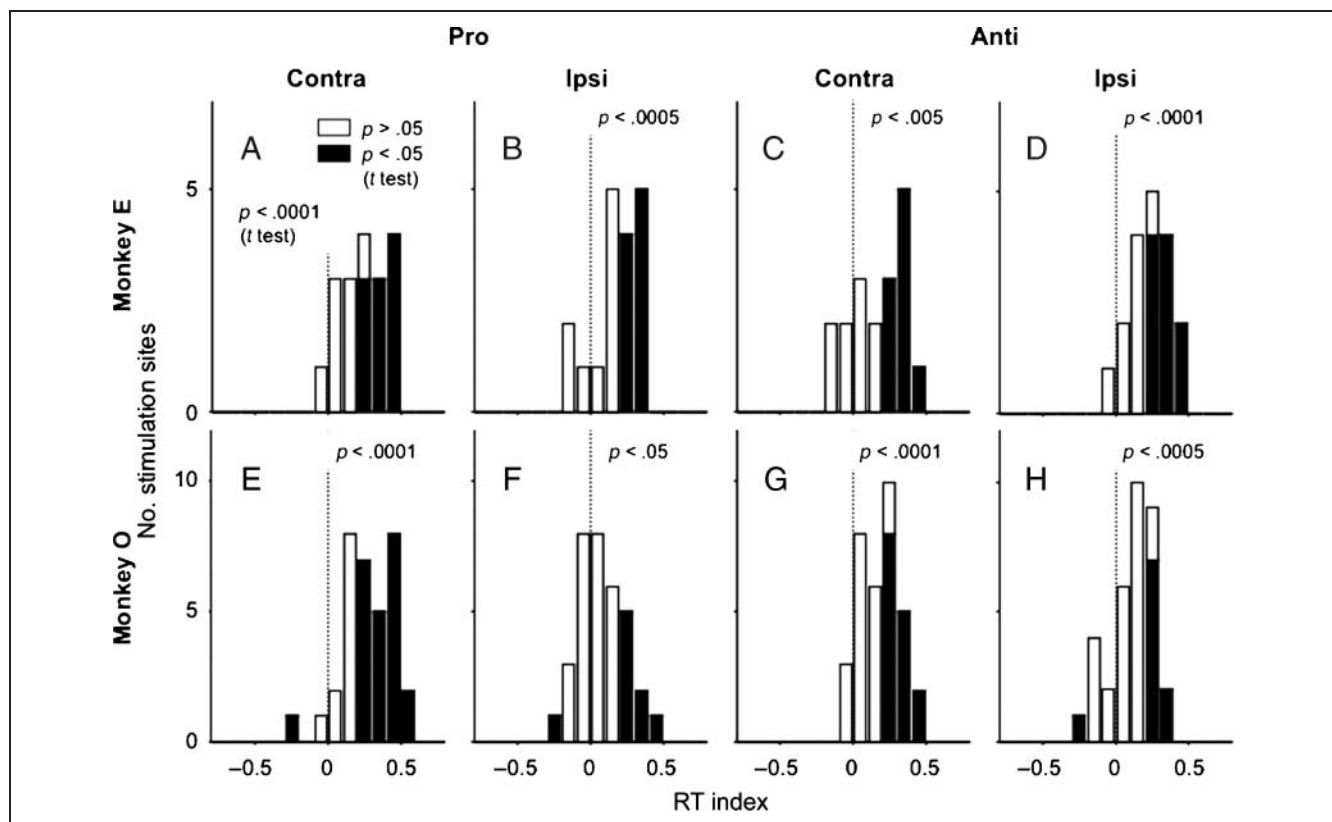 Pro Anti
Contra Ipsi Contra Ipsi
p > .05
p < .05
(t test)
A
p < .0001
(t test)
B
p < .0005
C
p < .005
D
p < .0001
5
0
Monkey E
No. stimulation sites
Monkey O
E
p < .0001
F
p < .05
G
p < .0001
H
p < .0005
10
5
0
–0.5 0 0.5 –0.5 0 0.5 –0.5 0 0.5 –0.5 0 0.5
RT index